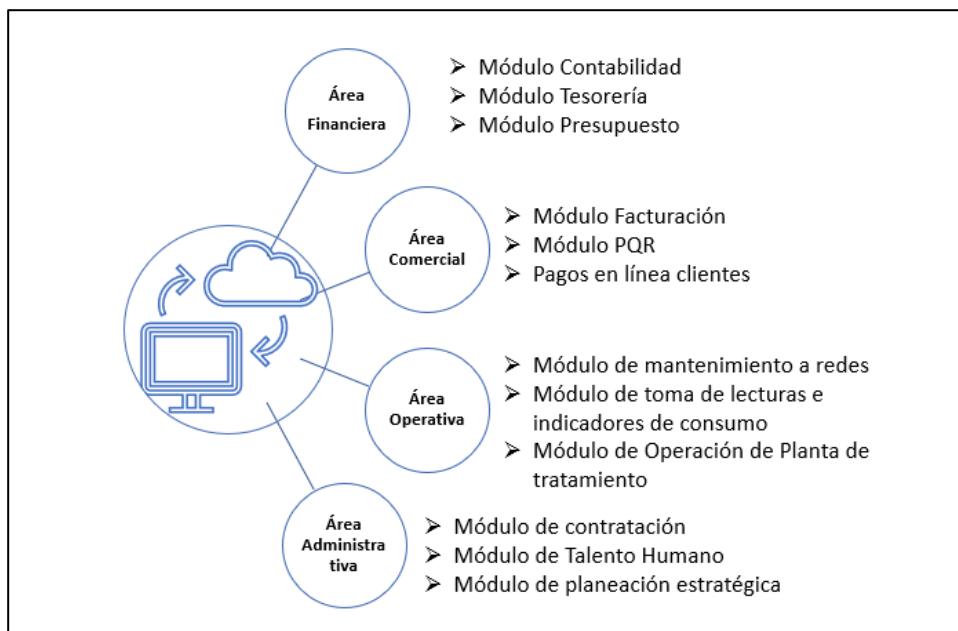 Área
Financiera
➢ Módulo Contabilidad
➢ Módulo Tesorería
➢ Módulo Presupuesto
Área
Comercial
➢ Módulo Facturación
➢ Módulo PQR
➢ Pagos en línea clientes
Área
Operativa
➢ Módulo de mantenimiento a redes
➢ Módulo de toma de lecturas e
indicadores de consumo
➢ Módulo de Operación de Planta de
tratamiento
Área
Administra
tiva
➢ Módulo de contratación
➢ Módulo de Talento Humano
➢ Módulo de planeación estratégica